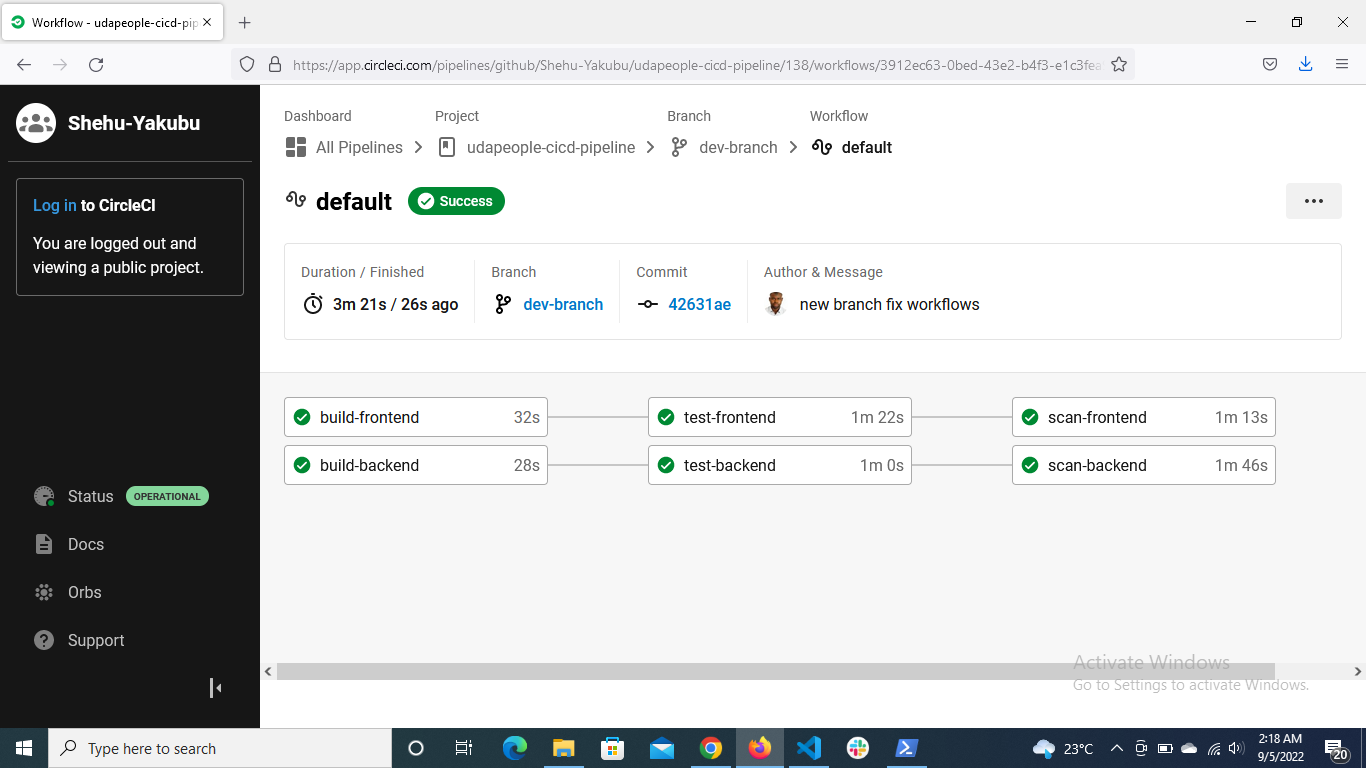 Workflow - udapeople-cicd-pip
https://app.circleci.com/pipelines/github/Shehu-Yakubu/udapeople-cicd-pipeline/138/workflows/3912ec63-0bed-43e2-b4f3-e1c3fea
Shehu-Yakubu
Log in to CircleCI
You are logged out and
viewing a public project.
Status OPERATIONAL
Docs
Orbs
Support
Dashboard Project Branch Workflow
All Pipelines udapeople-cicd-pipeline dev-branch default
default Success
Duration / Finished Branch Commit Author & Message
3m 21s / 26s ago dev-branch 42631ae new branch fix workflows
build-frontend 32s test-frontend 1m 22s scan-frontend 1m 13s
build-backend 28s test-backend 1m 0s scan-backend 1m 46s
Activate Windows
Go to Settings to activate Windows.
Type here to search
23°C
2:18 AM
9/5/2022
20